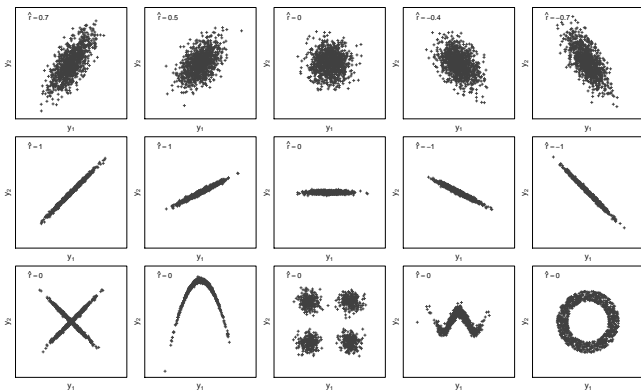 r̂ = 0.7
r̂ = 0.5
r̂ = 0
r̂ = −0.4
r̂ = −0.7
y₂
y₂
y₂
y₂
y₂
y₁
y₁
y₁
y₁
y₁
r̂ = 1
r̂ = 1
r̂ = 0
r̂ = −1
r̂ = −1
y₂
y₂
y₂
y₂
y₂
y₁
y₁
y₁
y₁
y₁
r̂ = 0
r̂ = 0
r̂ = 0
r̂ = 0
r̂ = 0
y₂
y₂
y₂
y₂
y₂
y₁
y₁
y₁
y₁
y₁